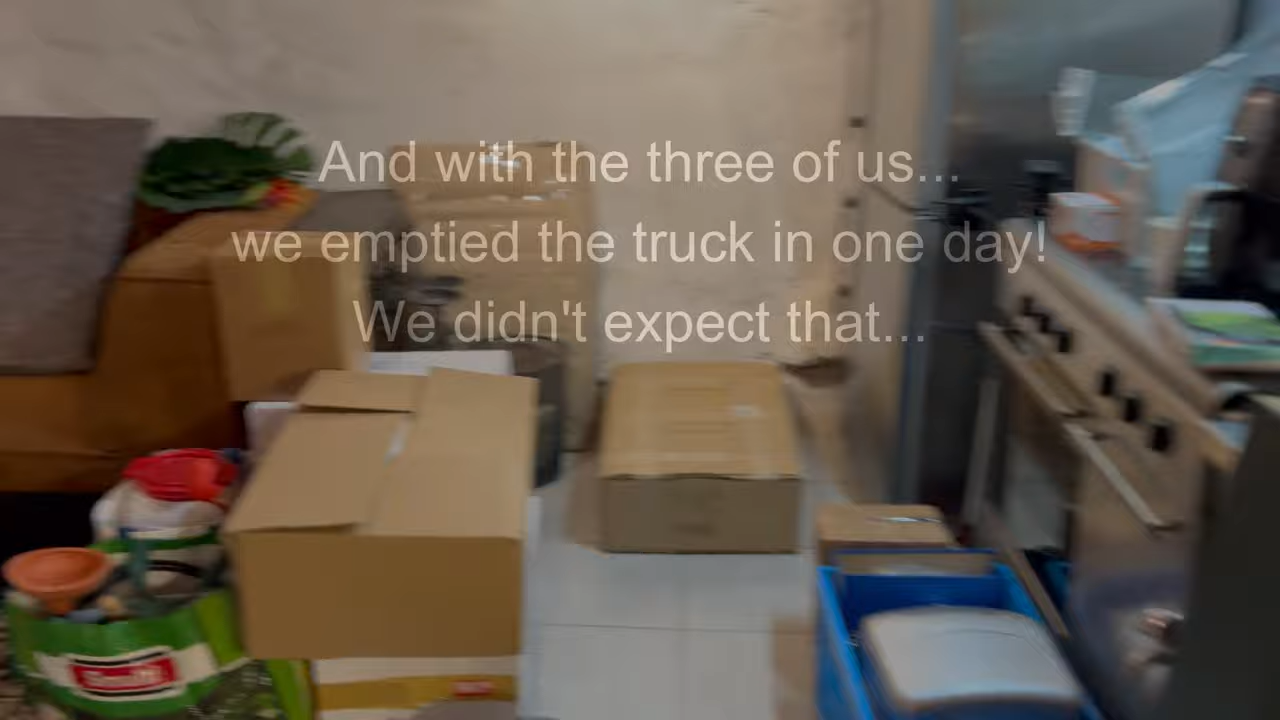 And with the three of us...
we emptied the truck in one day!
We didn't expect that...